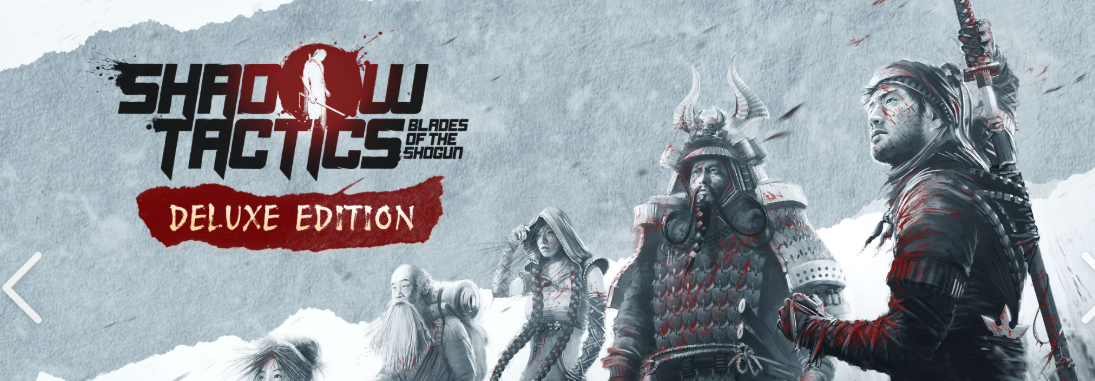 SHADOW
TACTICS
BLADES
OF THE
SHOGUN
DELUXE EDITION